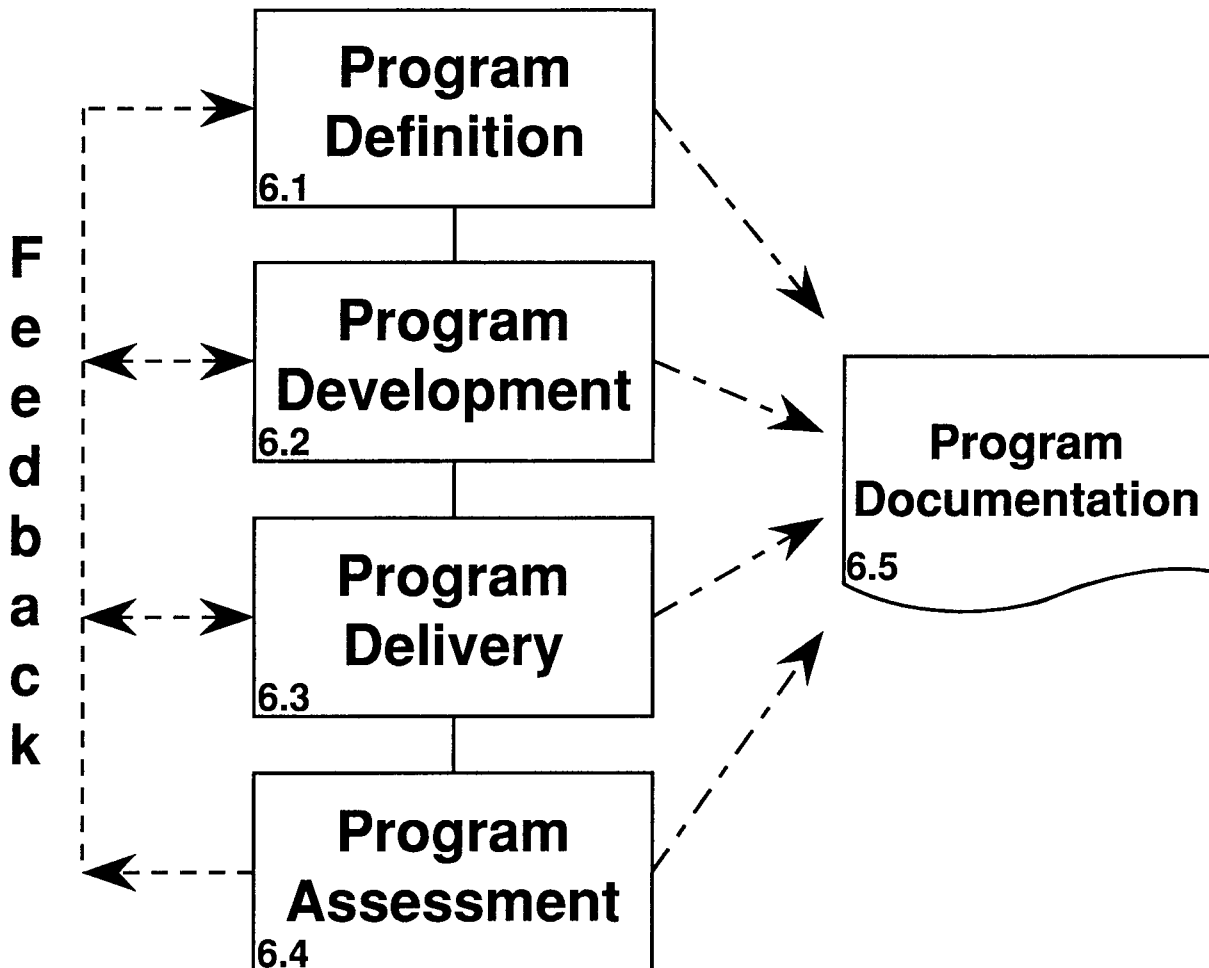 Program
Definition
6.1
Program
Development
6.2
Program
Delivery
6.3
Program
Assessment
6.4
Feedback
Program
Documentation
6.5